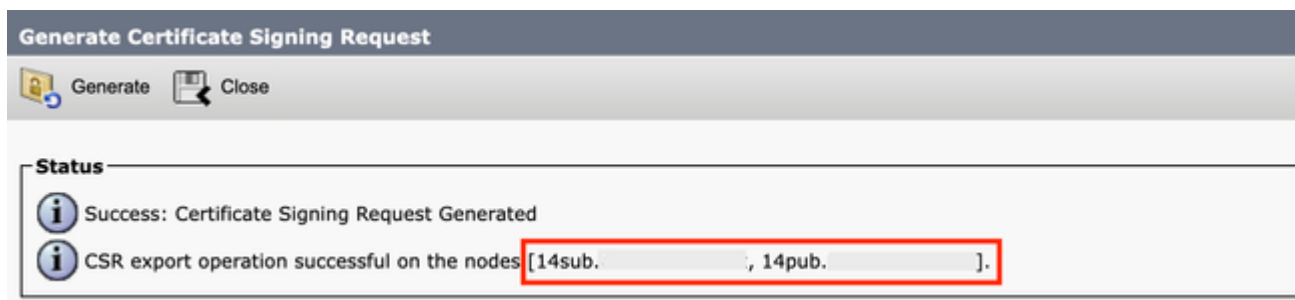 Generate Certificate Signing Request
Generate Close
Status
Success: Certificate Signing Request Generated
CSR export operation successful on the nodes [14sub. , 14pub. ].